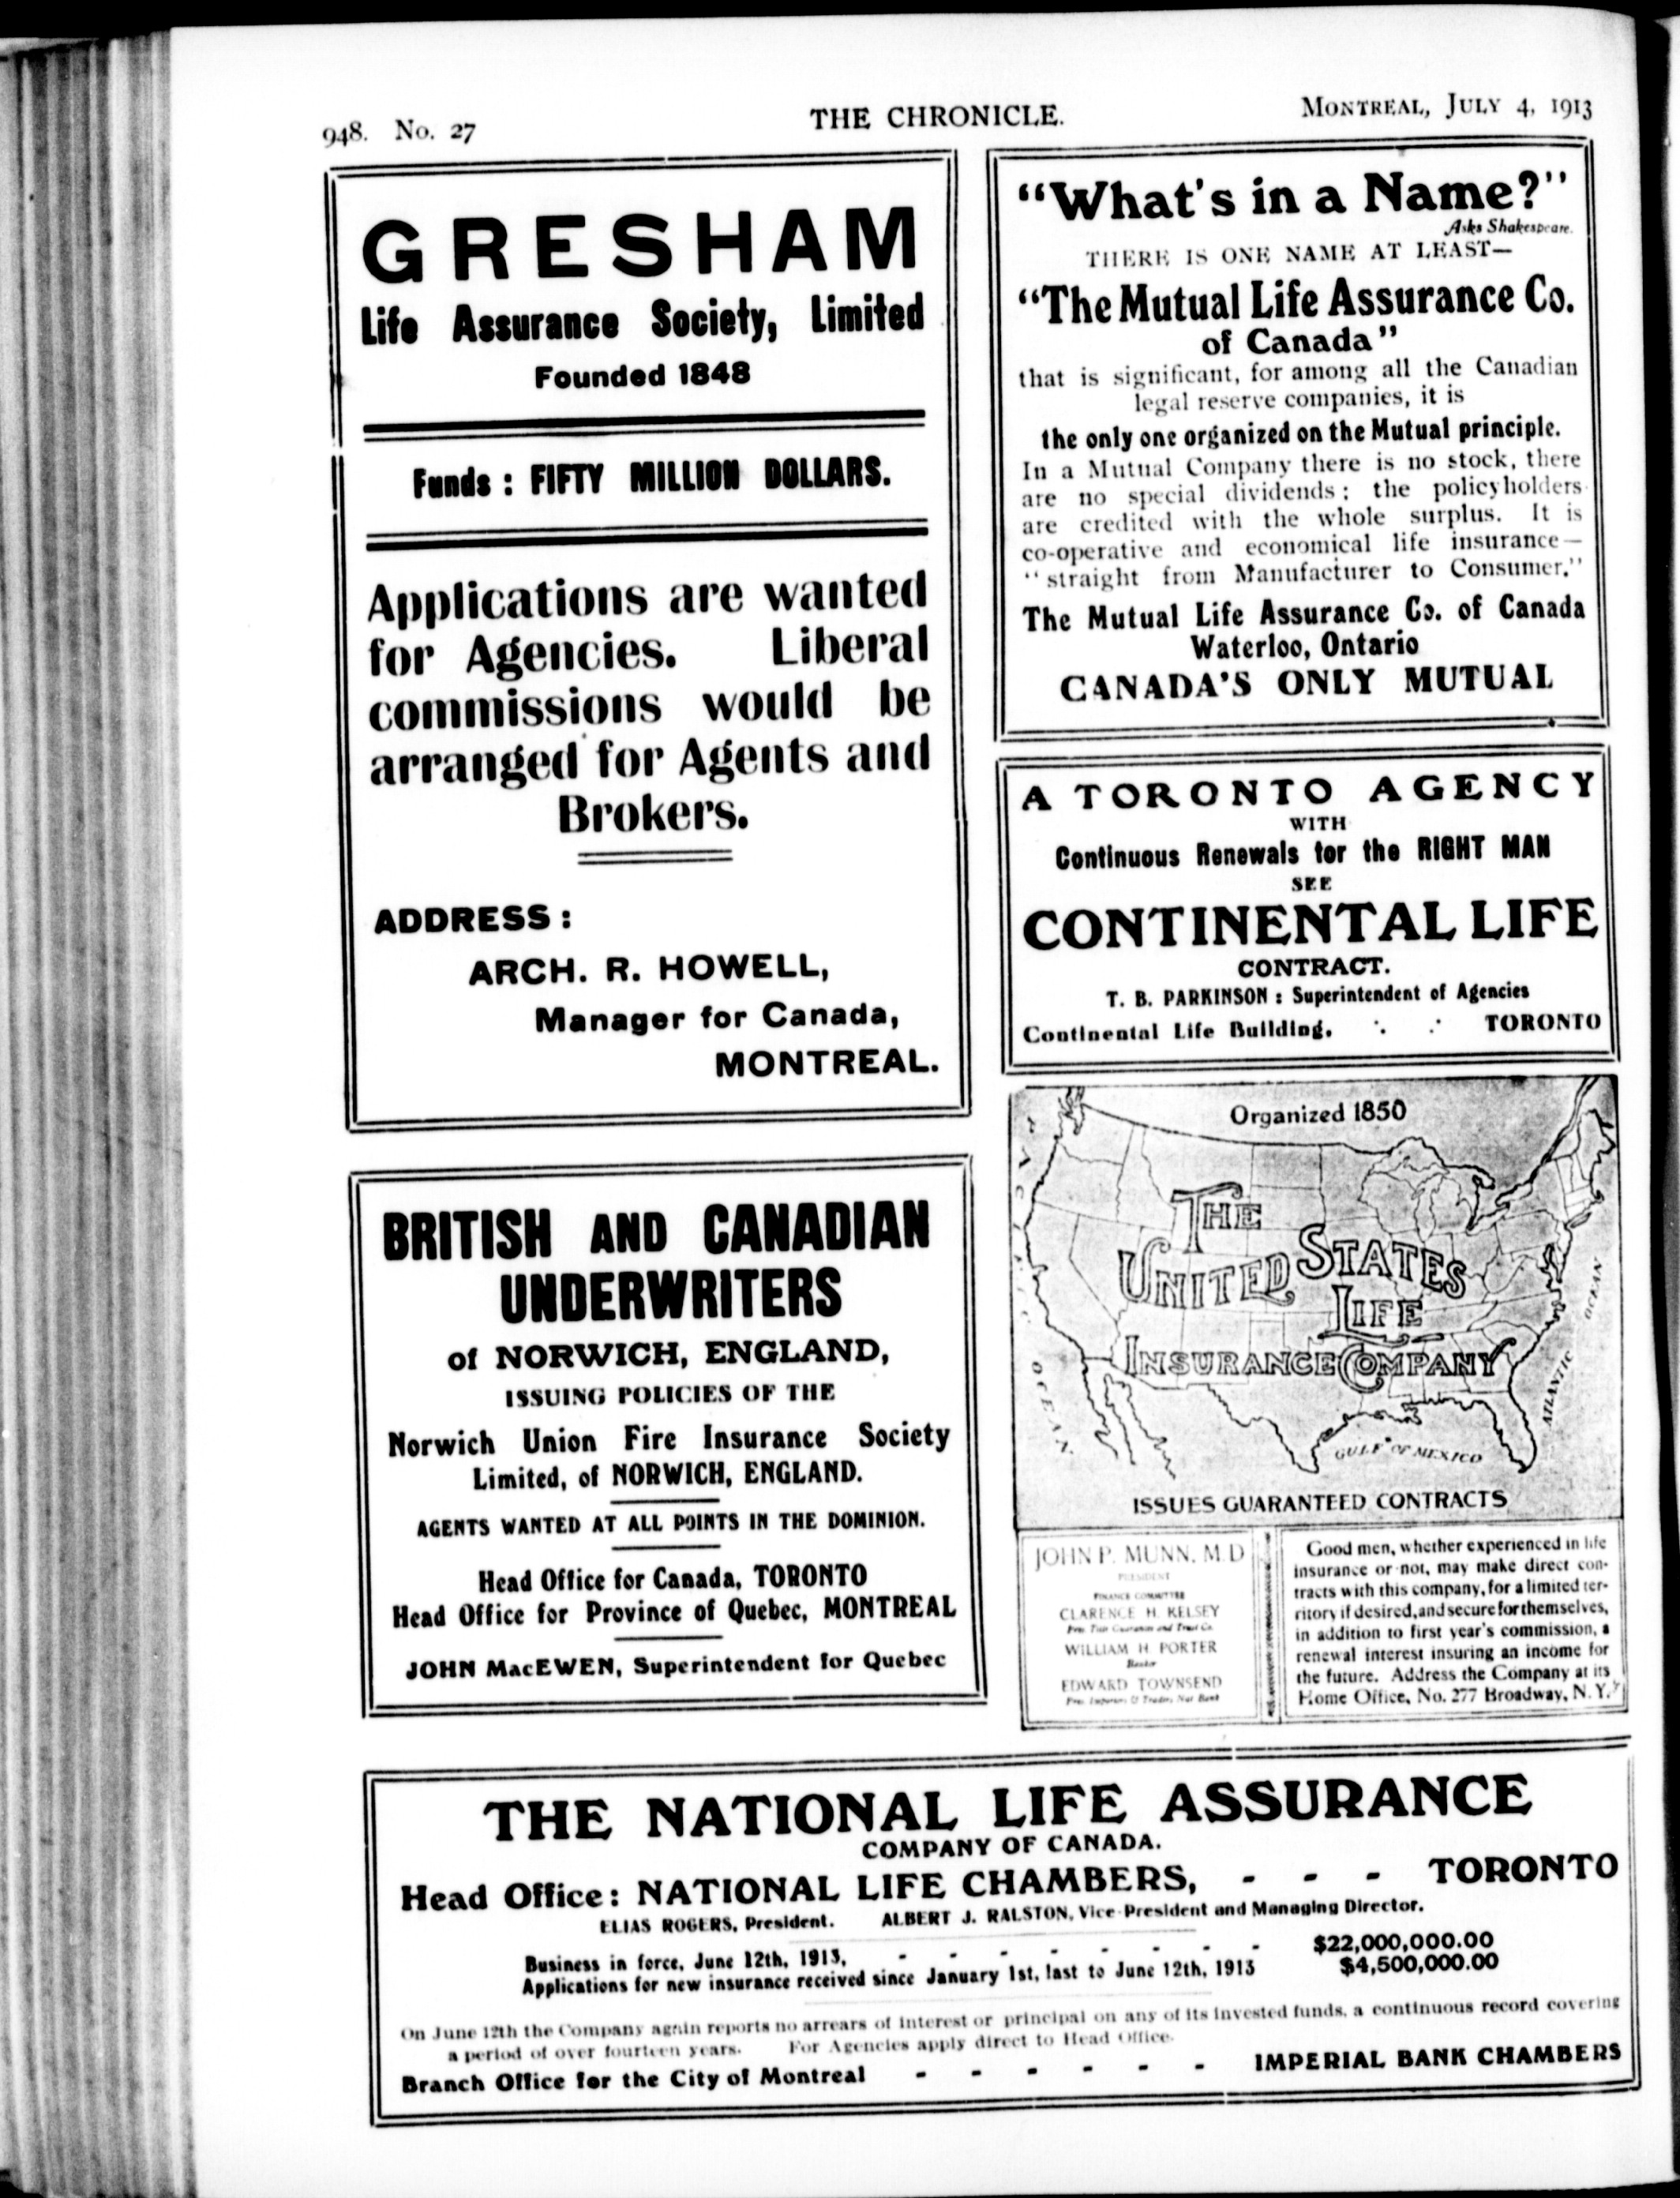 948. No. 27
THE CHRONICLE.
MONTREAL, JULY 4, 1913
GRESHAM
Life Assurance Society, Limited
Founded 1848
Funds : FIFTY MILLION DOLLARS.
Applications are wanted
for Agencies. Liberal
commissions would be
arranged for Agents and
Brokers.
ADDRESS :
ARCH. R. HOWELL,
Manager for Canada,
MONTREAL.
BRITISH AND CANADIAN
UNDERWRITERS
of NORWICH, ENGLAND,
ISSUING POLICIES OF THE
Norwich Union Fire Insurance Society
Limited, of NORWICH, ENGLAND.
AGENTS WANTED AT ALL POINTS IN THE DOMINION.
Head Office for Canada, TORONTO
Head Office for Province of Quebec, MONTREAL
JOHN MacEWEN, Superintendent for Quebec
"What's in a Name?"
Asks Shakespeare.
THERE IS ONE NAME AT LEAST—
"The Mutual Life Assurance Co.
of Canada"
that is significant, for among all the Canadian
legal reserve companies, it is
the only one organized on the Mutual principle.
In a Mutual Company there is no stock, there
are no special dividends; the policyholders
are credited with the whole surplus. It is
co-operative and economical life insurance—
"straight from Manufacturer to Consumer."
The Mutual Life Assurance Co. of Canada
Waterloo, Ontario
CANADA'S ONLY MUTUAL
A TORONTO AGENCY
WITH
Continuous Renewals for the RIGHT MAN
SEE
CONTINENTAL LIFE
CONTRACT.
T. B. PARKINSON : Superintendent of Agencies
Continental Life Building, TORONTO
Organized 1850
THE
UNITED STATES
LIFE
INSURANCE COMPANY
PACIFIC OCEAN
ATLANTIC OCEAN
GULF OF MEXICO
ISSUES GUARANTEED CONTRACTS
JOHN P. MUNN, M.D
PRESIDENT
FINANCE COMMITTEE
CLARENCE H. KELSEY
Pres. Title Guarantee and Trust Co.
WILLIAM H. PORTER
Banker
EDWARD TOWNSEND
Pres. Importers & Traders Nat. Bank
Good men, whether experienced in life
insurance or not, may make direct con-
tracts with this company, for a limited ter-
ritory if desired, and secure for themselves,
in addition to first year's commission, a
renewal interest insuring an income for
the future. Address the Company at its
Home Office, No. 277 Broadway, N. Y.
THE NATIONAL LIFE ASSURANCE
COMPANY OF CANADA.
Head Office: NATIONAL LIFE CHAMBERS, - - - TORONTO
ELIAS ROGERS, President. ALBERT J. RALSTON, Vice-President and Managing Director.
Business in force, June 12th, 1913, - - - - - - - - $22,000,000.00
Applications for new insurance received since January 1st, last to June 12th, 1913 $4,500,000.00
On June 12th the Company again reports no arrears of interest or principal on any of its invested funds, a continuous record covering
a period of over fourteen years. For Agencies apply direct to Head Office.
Branch Office for the City of Montreal - - - - - - IMPERIAL BANK CHAMBERS